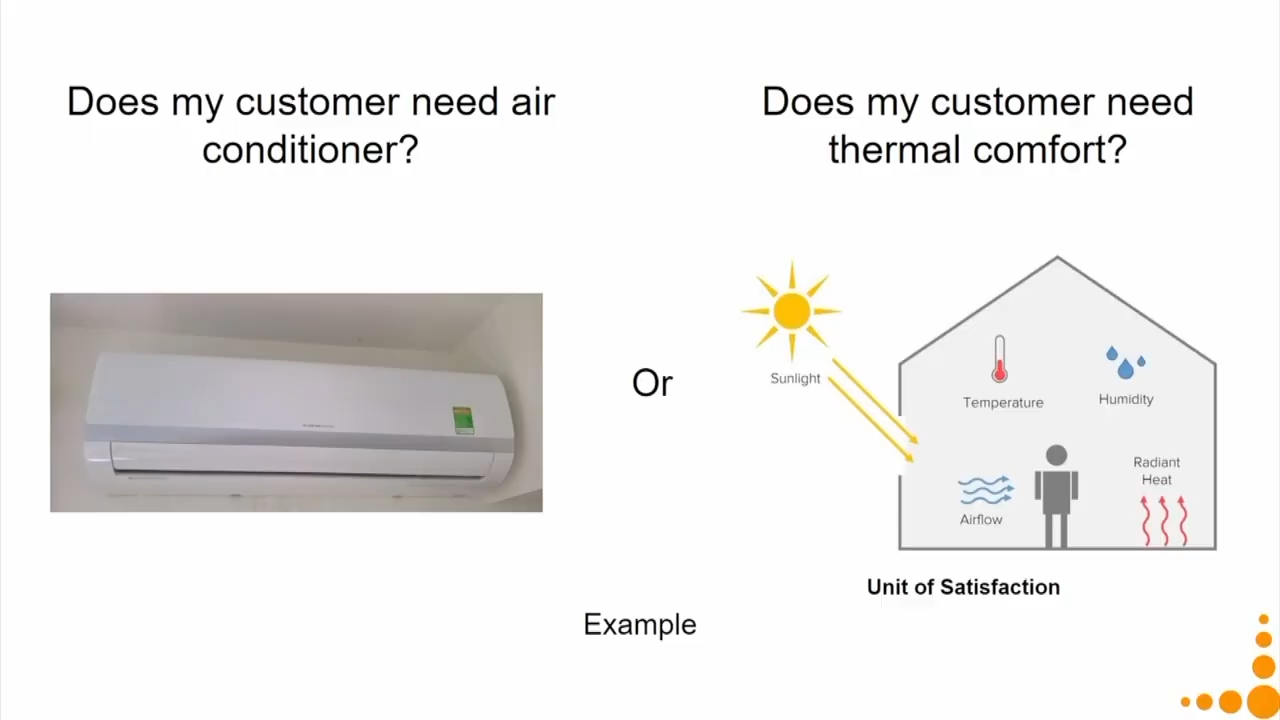 Does my customer need air
conditioner?
Does my customer need
thermal comfort?
Or
Sunlight
Temperature
Humidity
Airflow
Radiant
Heat
Unit of Satisfaction
Example